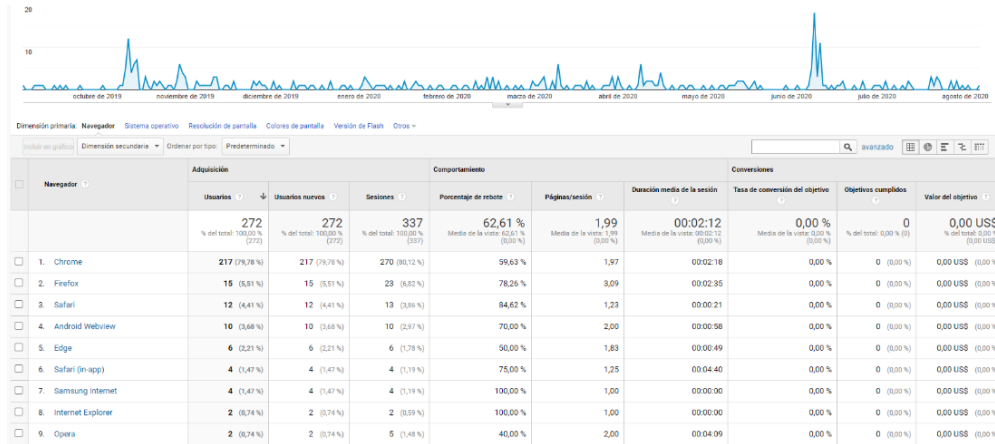 20
10
octubre de 2019 noviembre de 2019 diciembre de 2019 enero de 2020 febrero de 2020 marzo de 2020 abril de 2020 mayo de 2020 junio de 2020 julio de 2020 agosto de 2020
Dimensión primaria: Navegador Sistema operativo Resolución de pantalla Colores de pantalla Versión de Flash Otros
Incluir en gráfico Dimensión secundaria Ordenar por tipo: Predeterminado avanzado
Navegador Adquisición Comportamiento Conversiones
Usuarios Usuarios nuevos Sesiones Porcentaje de rebote Páginas/sesión Duración media de la sesión Tasa de conversión del objetivo Objetivos cumplidos Valor del objetivo
272 272 337 62,61 % 1,99 00:02:12 0,00 % 0 0,00 US$
% del total: 100,00 % (272) % del total: 100,00 % (272) % del total: 100,00 % (337) Media de la vista: 62,61 % (0,00 %) Media de la vista: 1,99 (0,00 %) Media de la vista: 00:02:12 (0,00 %) Media de la vista: 0,00 % (0,00 %) % del total: 0,00 % (0) % del total: 0,00 % (0,00 US$
1. Chrome 217 (79,78 %) 217 (79,78 %) 270 (80,12 %) 59,63 % 1,97 00:02:18 0,00 % 0 (0,00 %) 0,00 US$ (0,00 %
2. Firefox 15 (5,51 %) 15 (5,51 %) 23 (6,82 %) 78,26 % 3,09 00:02:35 0,00 % 0 (0,00 %) 0,00 US$ (0,00 %
3. Safari 12 (4,41 %) 12 (4,41 %) 13 (3,86 %) 84,62 % 1,23 00:00:21 0,00 % 0 (0,00 %) 0,00 US$ (0,00 %
4. Android Webview 10 (3,68 %) 10 (3,68 %) 10 (2,97 %) 70,00 % 2,00 00:00:58 0,00 % 0 (0,00 %) 0,00 US$ (0,00 %
5. Edge 6 (2,21 %) 6 (2,21 %) 6 (1,78 %) 50,00 % 1,83 00:00:49 0,00 % 0 (0,00 %) 0,00 US$ (0,00 %
6. Safari (in-app) 4 (1,47 %) 4 (1,47 %) 4 (1,19 %) 75,00 % 1,25 00:04:40 0,00 % 0 (0,00 %) 0,00 US$ (0,00 %
7. Samsung Internet 4 (1,47 %) 4 (1,47 %) 4 (1,19 %) 100,00 % 1,00 00:00:00 0,00 % 0 (0,00 %) 0,00 US$ (0,00 %
8. Internet Explorer 2 (0,74 %) 2 (0,74 %) 2 (0,59 %) 100,00 % 1,00 00:00:00 0,00 % 0 (0,00 %) 0,00 US$ (0,00 %
9. Opera 2 (0,74 %) 2 (0,74 %) 5 (1,48 %) 40,00 % 2,00 00:04:09 0,00 % 0 (0,00 %) 0,00 US$ (0,00 %